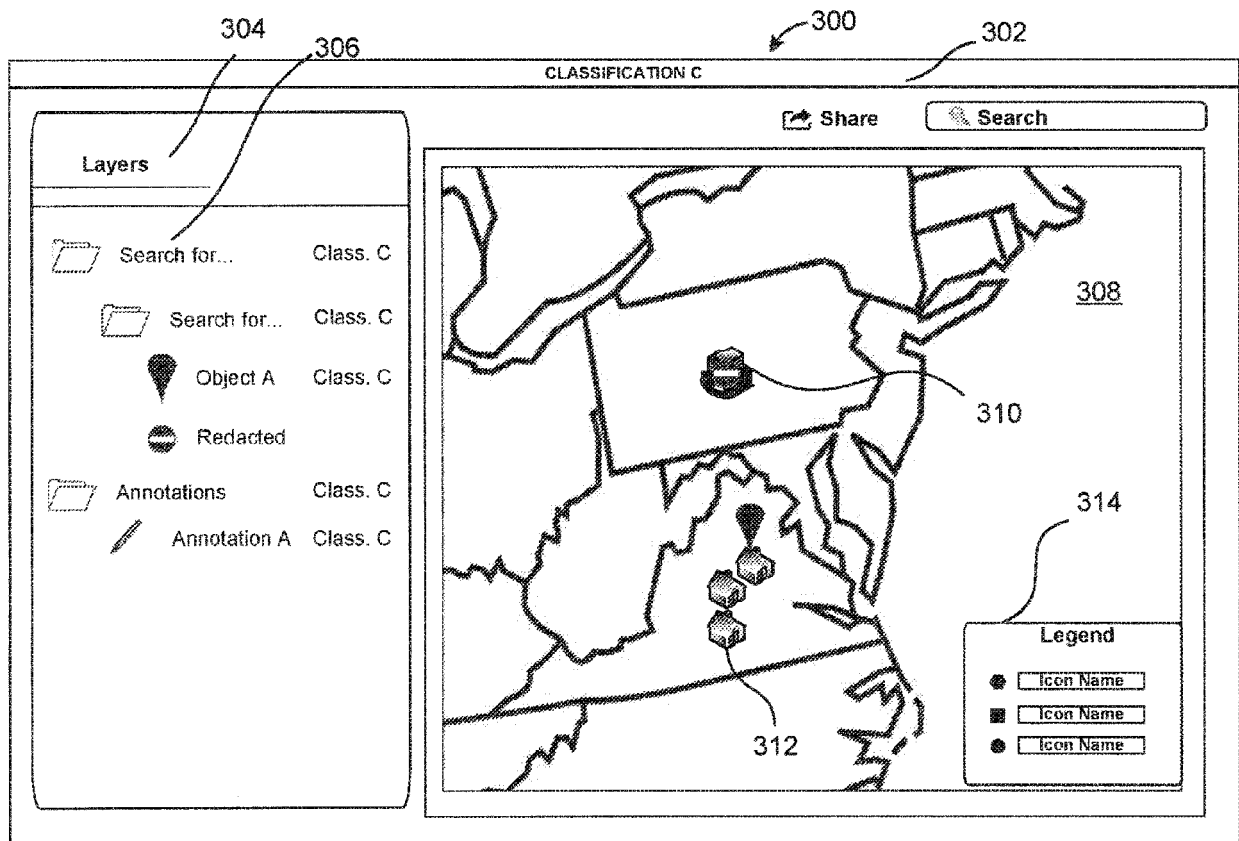 300
304
302
306
CLASSIFICATION C
Share
Search
Layers
Search for... Class. C
308
Search for... Class. C
Object A Class. C
310
Redacted
Annotations Class. C
314
Annotation A Class. C
Legend
Icon Name
Icon Name
312
Icon Name